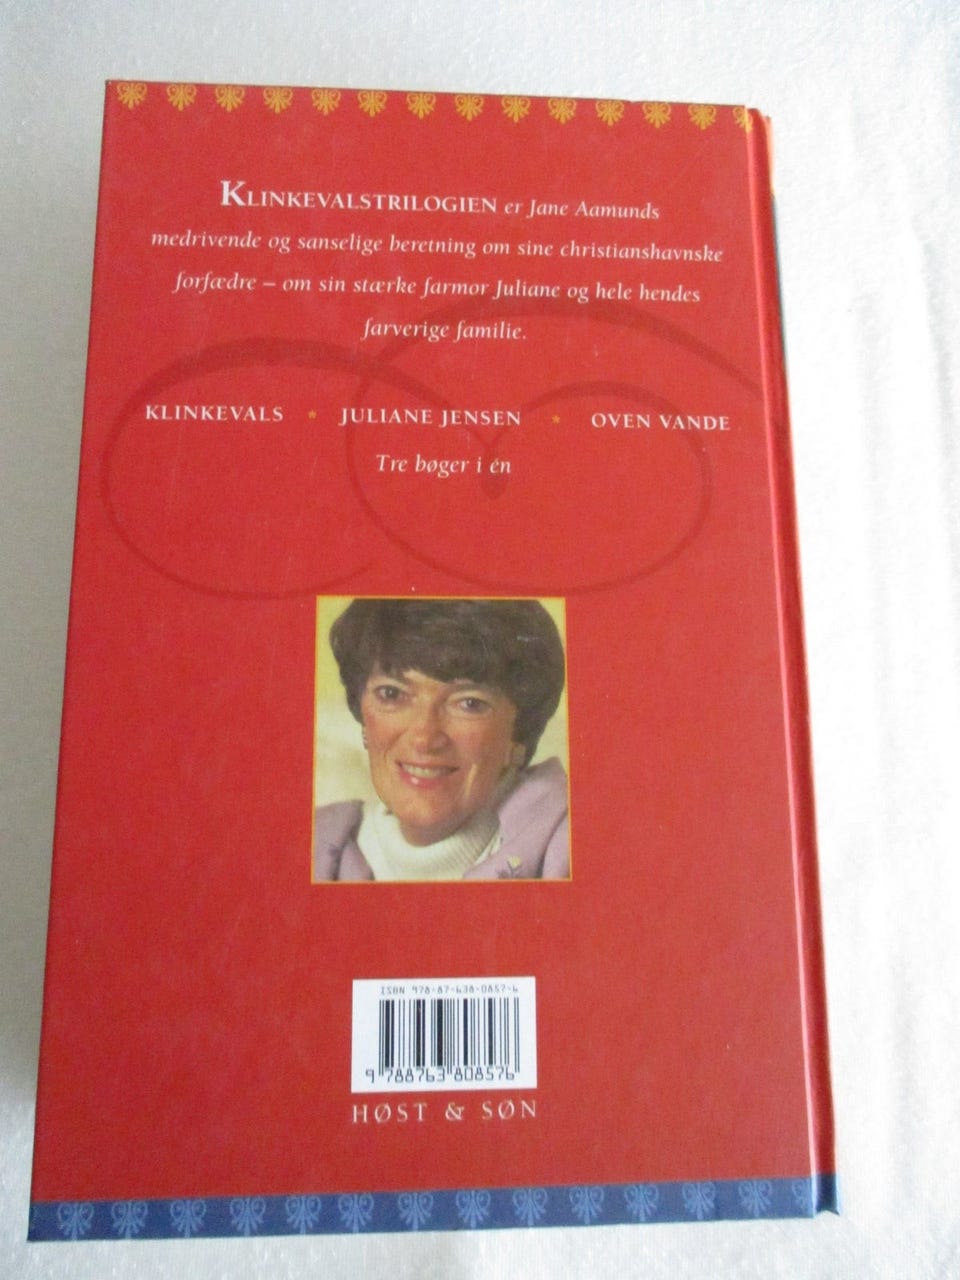 KLINKEVALSTRILOGIEN er Jane Aamunds
medrivende og sanselige beretning om sine christianshavnske
forfædre – om sin stærke farmor Juliane og hele hendes
farverige familie.
KLINKEVALS * JULIANE JENSEN * OVEN VANDE
Tre bøger i én
ISBN 978-87-638-0857-6
9 788763 808576
HØST & SØN